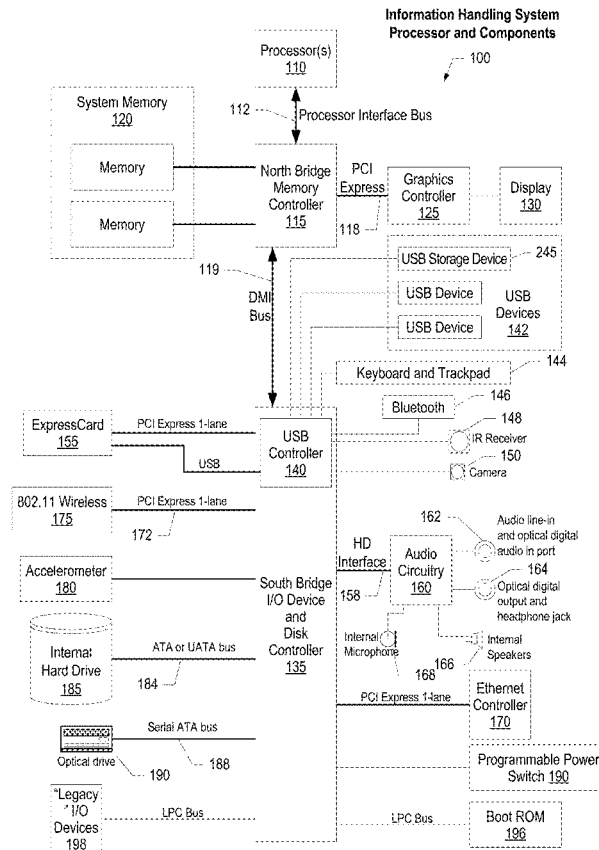 Information Handling System
Processor and Components
100
Processor(s)
110
112
Processor Interface Bus
System Memory
120
Memory
Memory
North Bridge
Memory
Controller
115
PCI
Express
118
Graphics
Controller
125
Display
130
119
DMI
Bus
USB Storage Device
245
USB Device
USB Device
USB
Devices
142
Keyboard and Trackpad
144
Bluetooth
146
148
IR Receiver
150
Camera
ExpressCard
155
PCI Express 1-lane
USB
USB
Controller
140
802.11 Wireless
175
PCI Express 1-lane
172
Accelerometer
180
South Bridge
I/O Device
and
Disk
Controller
135
HD
Interface
158
Audio
Circuitry
160
162
Audio line-in
and optical digital
audio in port
164
Optical digital
output and
headphone jack
Internal
Microphone
168
166
Internal
Speakers
Internal
Hard Drive
185
ATA or UATA bus
184
PCI Express 1-lane
Ethernet
Controller
170
Optical drive
190
Serial ATA bus
188
Programmable Power
Switch 190
"Legacy
" I/O
Devices
198
LPC Bus
LPC Bus
Boot ROM
196